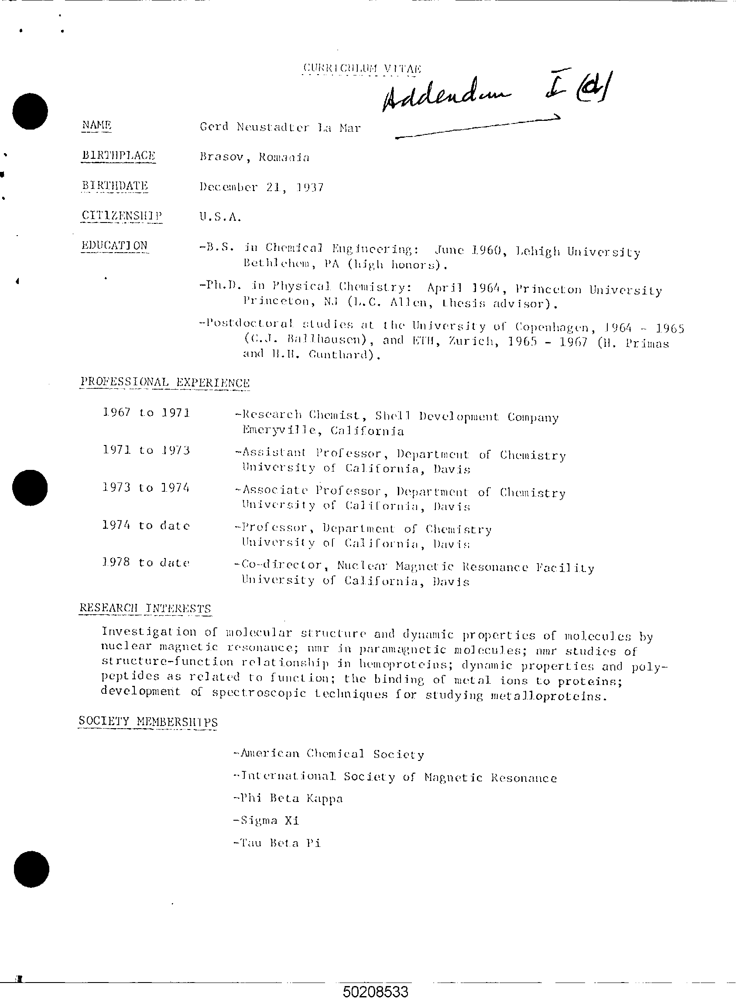 CURRICULUM VITAE
Addendum I (d)
NAME Gerd Neustadter La Mar
BIRTHPLACE Brasov, Romania
BIRTHDATE December 21, 1937
CITIZENSHIP U.S.A.
EDUCATION -B.S. in Chemical Engineering: June 1960, Lehigh University
Bethlehem, PA (high honors).
-Ph.D. in Physical Chemistry: April 1964, Princeton University
Princeton, NJ (L.C. Allen, thesis advisor).
-Postdoctoral studies at the University of Copenhagen, 1964 - 1965
(C.J. Ballhausen), and ETH, Zurich, 1965 - 1967 (H. Primas
and H.H. Gunthard).
PROFESSIONAL EXPERIENCE
1967 to 1971 -Research Chemist, Shell Development Company
Emeryville, California
1971 to 1973 -Assistant Professor, Department of Chemistry
University of California, Davis
1973 to 1974 -Associate Professor, Department of Chemistry
University of California, Davis
1974 to date -Professor, Department of Chemistry
University of California, Davis
1978 to date -Co-director, Nuclear Magnetic Resonance Facility
University of California, Davis
RESEARCH INTERESTS
Investigation of molecular structure and dynamic properties of molecules by
nuclear magnetic resonance; nmr in paramagnetic molecules; nmr studies of
structure-function relationship in hemoproteins; dynamic properties and poly-
peptides as related to function; the binding of metal ions to proteins;
development of spectroscopic techniques for studying metalloproteins.
SOCIETY MEMBERSHIPS
-American Chemical Society
-International Society of Magnetic Resonance
-Phi Beta Kappa
-Sigma Xi
-Tau Beta Pi
50208533